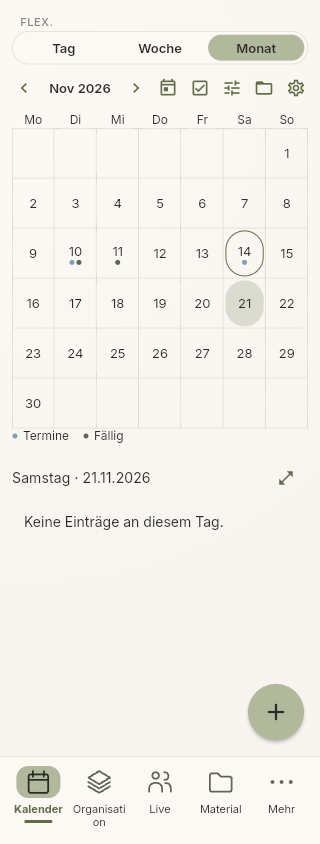 FLEX.
Tag Woche Monat
Nov 2026
Mo Di Mi Do Fr Sa So
1
2 3 4 5 6 7 8
9 10 11 12 13 14 15
16 17 18 19 20 21 22
23 24 25 26 27 28 29
30
Termine Fällig
Samstag · 21.11.2026
Keine Einträge an diesem Tag.
Kalender Organisati Live Material Mehr
on